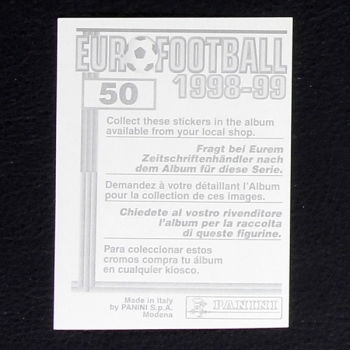 EUROFOOTBALL
1998-99
50
Collect these stickers in the album
available from your local shop.
Fragt bei Eurem
Zeitschriftenhändler nach
dem Album für diese Serie.
Demandez à votre détaillant l'Album
pour la collection de ces images.
Chiedete al vostro rivenditore
l'album per la raccolta
di queste figurine.
Para coleccionar estos
cromos compra tu álbum
en cualquier kiosco.
Made in Italy
by PANINI S.p.A.
Modena
PANINI